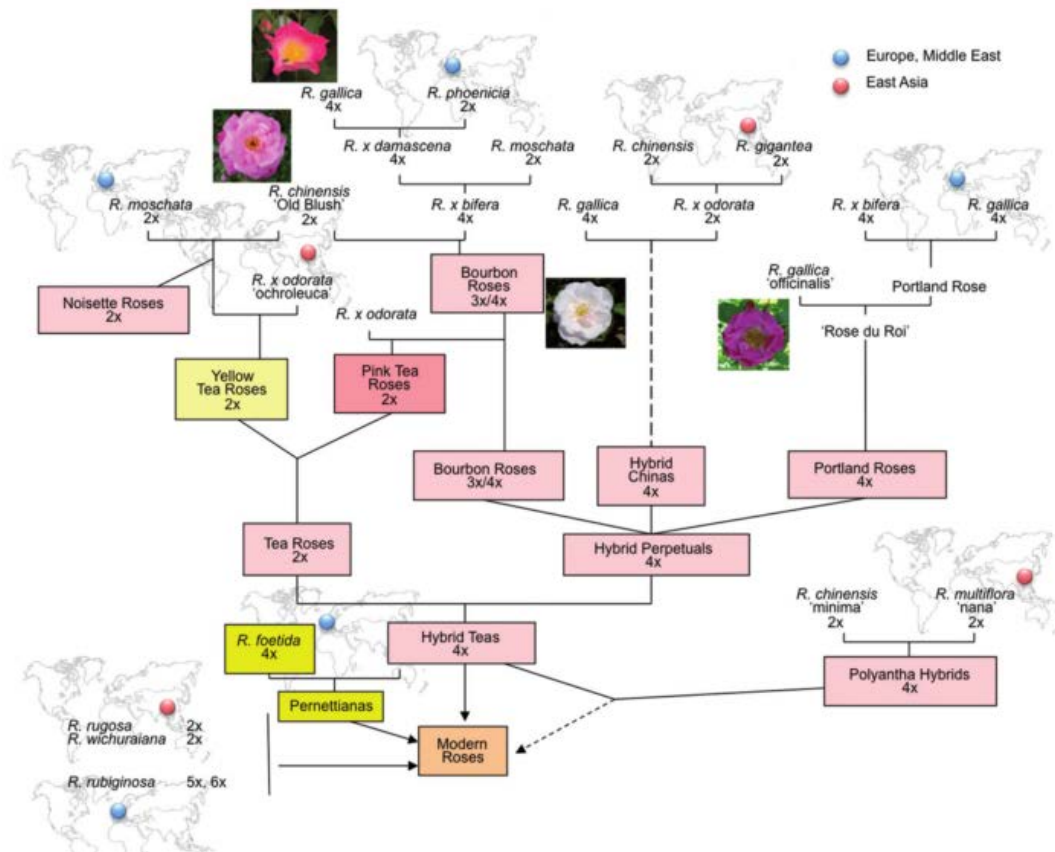 Europe, Middle East
East Asia
R. gallica
4x
R. phoenicia
2x
R. x damascena
4x
R. moschata
2x
R. chinensis
2x
R. gigantea
2x
R. moschata
2x
R. chinensis
'Old Blush'
2x
R. x bifera
4x
R. gallica
4x
R. x odorata
2x
R. x bifera
4x
R. gallica
4x
Noisette Roses
2x
R. x odorata
'ochroleuca'
Bourbon
Roses
3x/4x
R. gallica
'officinalis'
Portland Rose
R. x odorata
'Rose du Roi'
Yellow
Tea Roses
2x
Pink Tea
Roses
2x
Bourbon Roses
3x/4x
Hybrid
Chinas
4x
Portland Roses
4x
Tea Roses
2x
Hybrid Perpetuals
4x
R. chinensis
'minima'
2x
R. multiflora
'nana'
2x
R. foetida
4x
Hybrid Teas
4x
Polyantha Hybrids
4x
Pernettianas
R. rugosa 2x
R. wichuraiana 2x
Modern
Roses
R. rubiginosa 5x, 6x